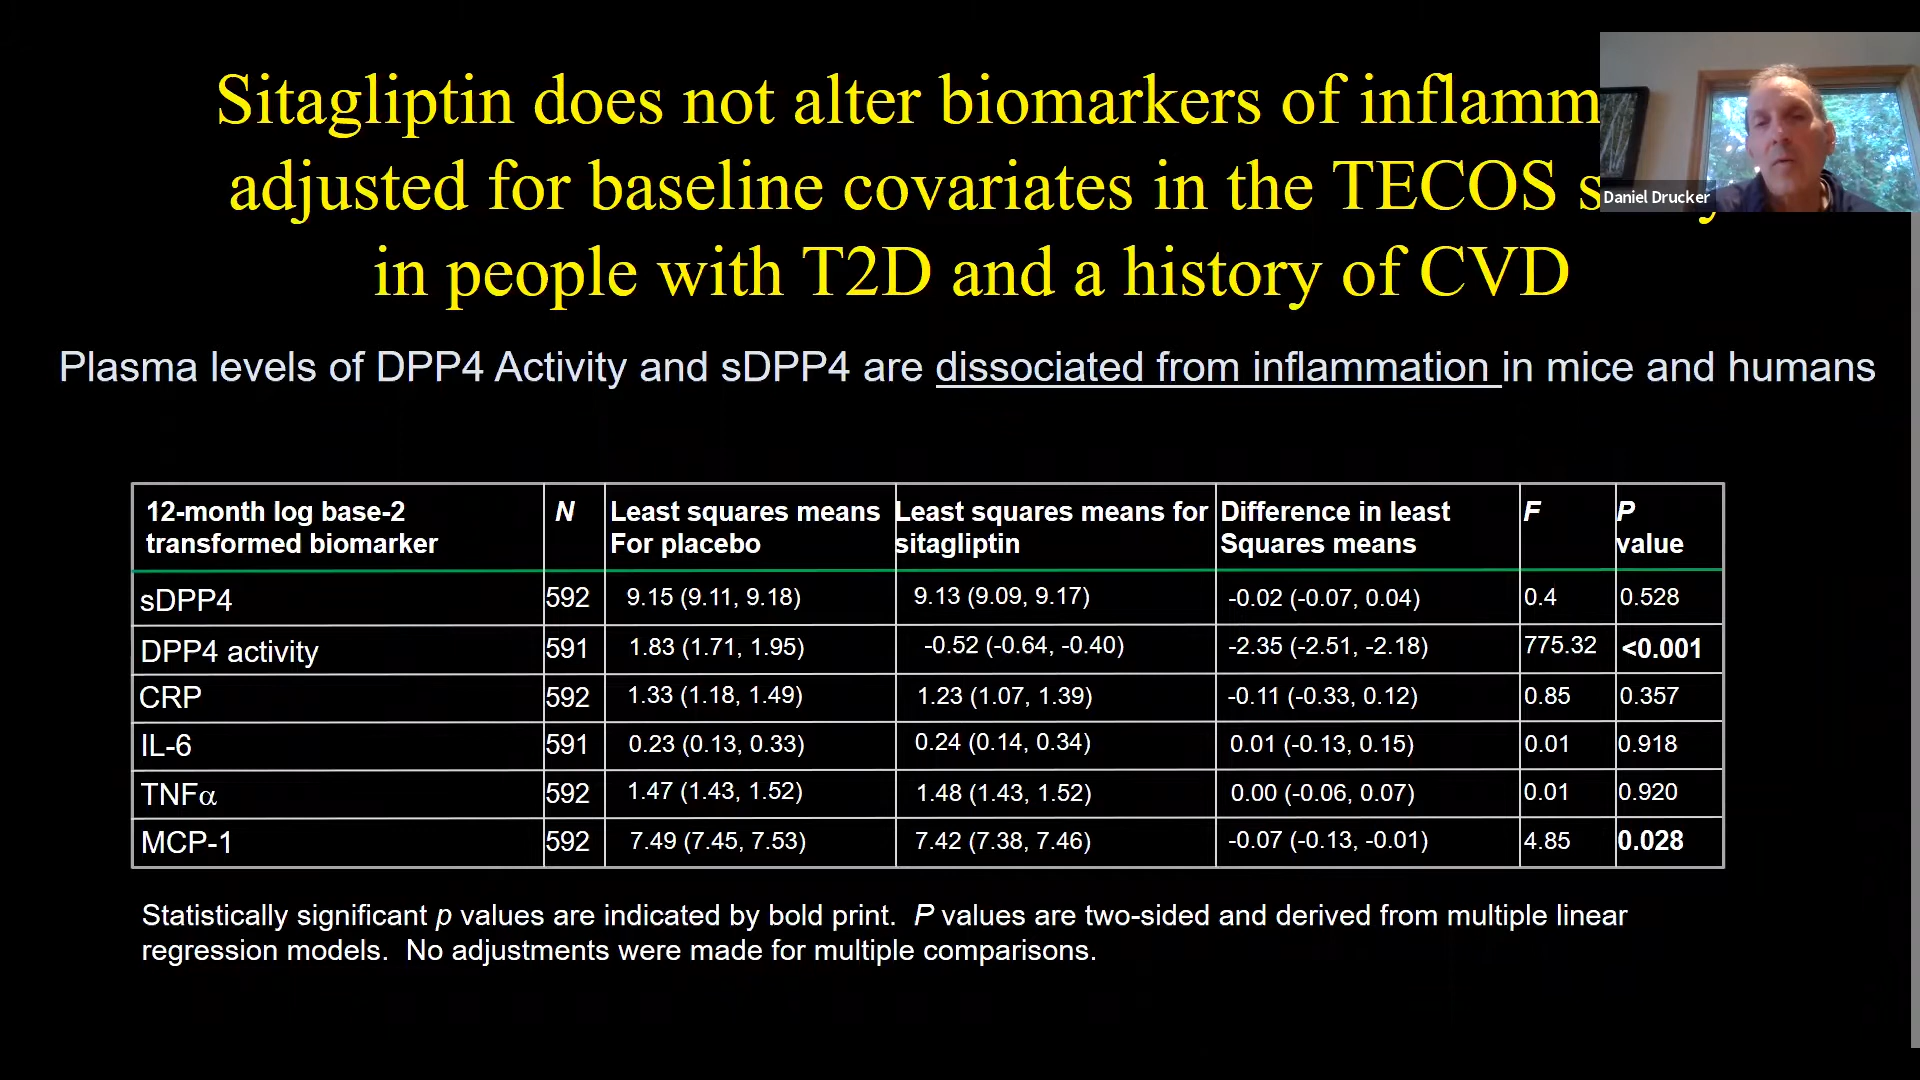 Sitagliptin does not alter biomarkers of inflamm
adjusted for baseline covariates in the TECOS
in people with T2D and a history of CVD
Daniel Drucker
Plasma levels of DPP4 Activity and sDPP4 are dissociated from inflammation in mice and humans
12-month log base-2 transformed biomarker N Least squares means For placebo Least squares means for sitagliptin Difference in least Squares means F P value
sDPP4 592 9.15 (9.11, 9.18) 9.13 (9.09, 9.17) -0.02 (-0.07, 0.04) 0.4 0.528
DPP4 activity 591 1.83 (1.71, 1.95) -0.52 (-0.64, -0.40) -2.35 (-2.51, -2.18) 775.32 <0.001
CRP 592 1.33 (1.18, 1.49) 1.23 (1.07, 1.39) -0.11 (-0.33, 0.12) 0.85 0.357
IL-6 591 0.23 (0.13, 0.33) 0.24 (0.14, 0.34) 0.01 (-0.13, 0.15) 0.01 0.918
TNFα 592 1.47 (1.43, 1.52) 1.48 (1.43, 1.52) 0.00 (-0.06, 0.07) 0.01 0.920
MCP-1 592 7.49 (7.45, 7.53) 7.42 (7.38, 7.46) -0.07 (-0.13, -0.01) 4.85 0.028
Statistically significant p values are indicated by bold print. P values are two-sided and derived from multiple linear
regression models. No adjustments were made for multiple comparisons.